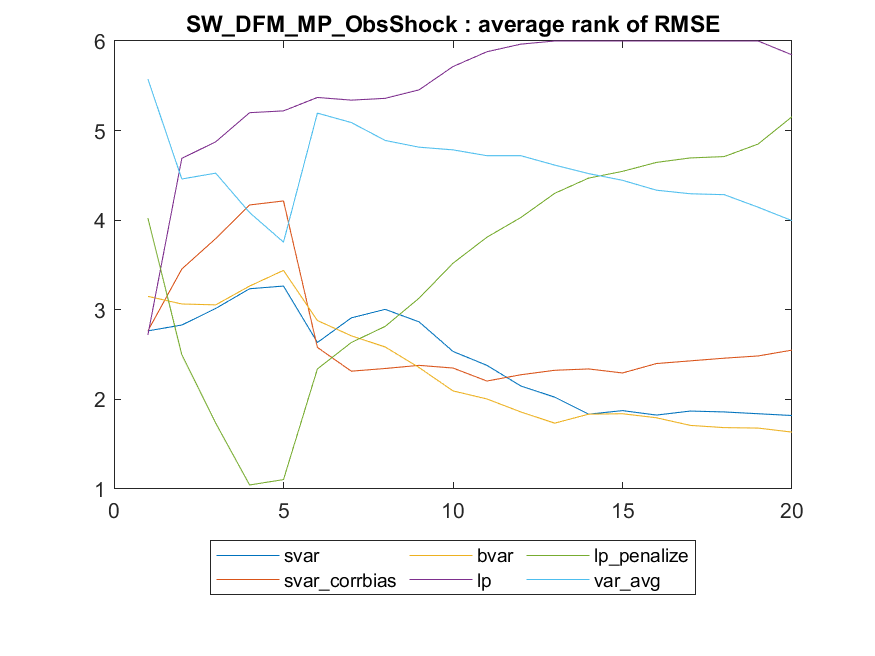 SW_DFM_MP_ObsShock : average rank of RMSE
6
5
4
3
2
1
0 5 10 15 20
svar bvar lp_penalize
svar_corrbias lp var_avg